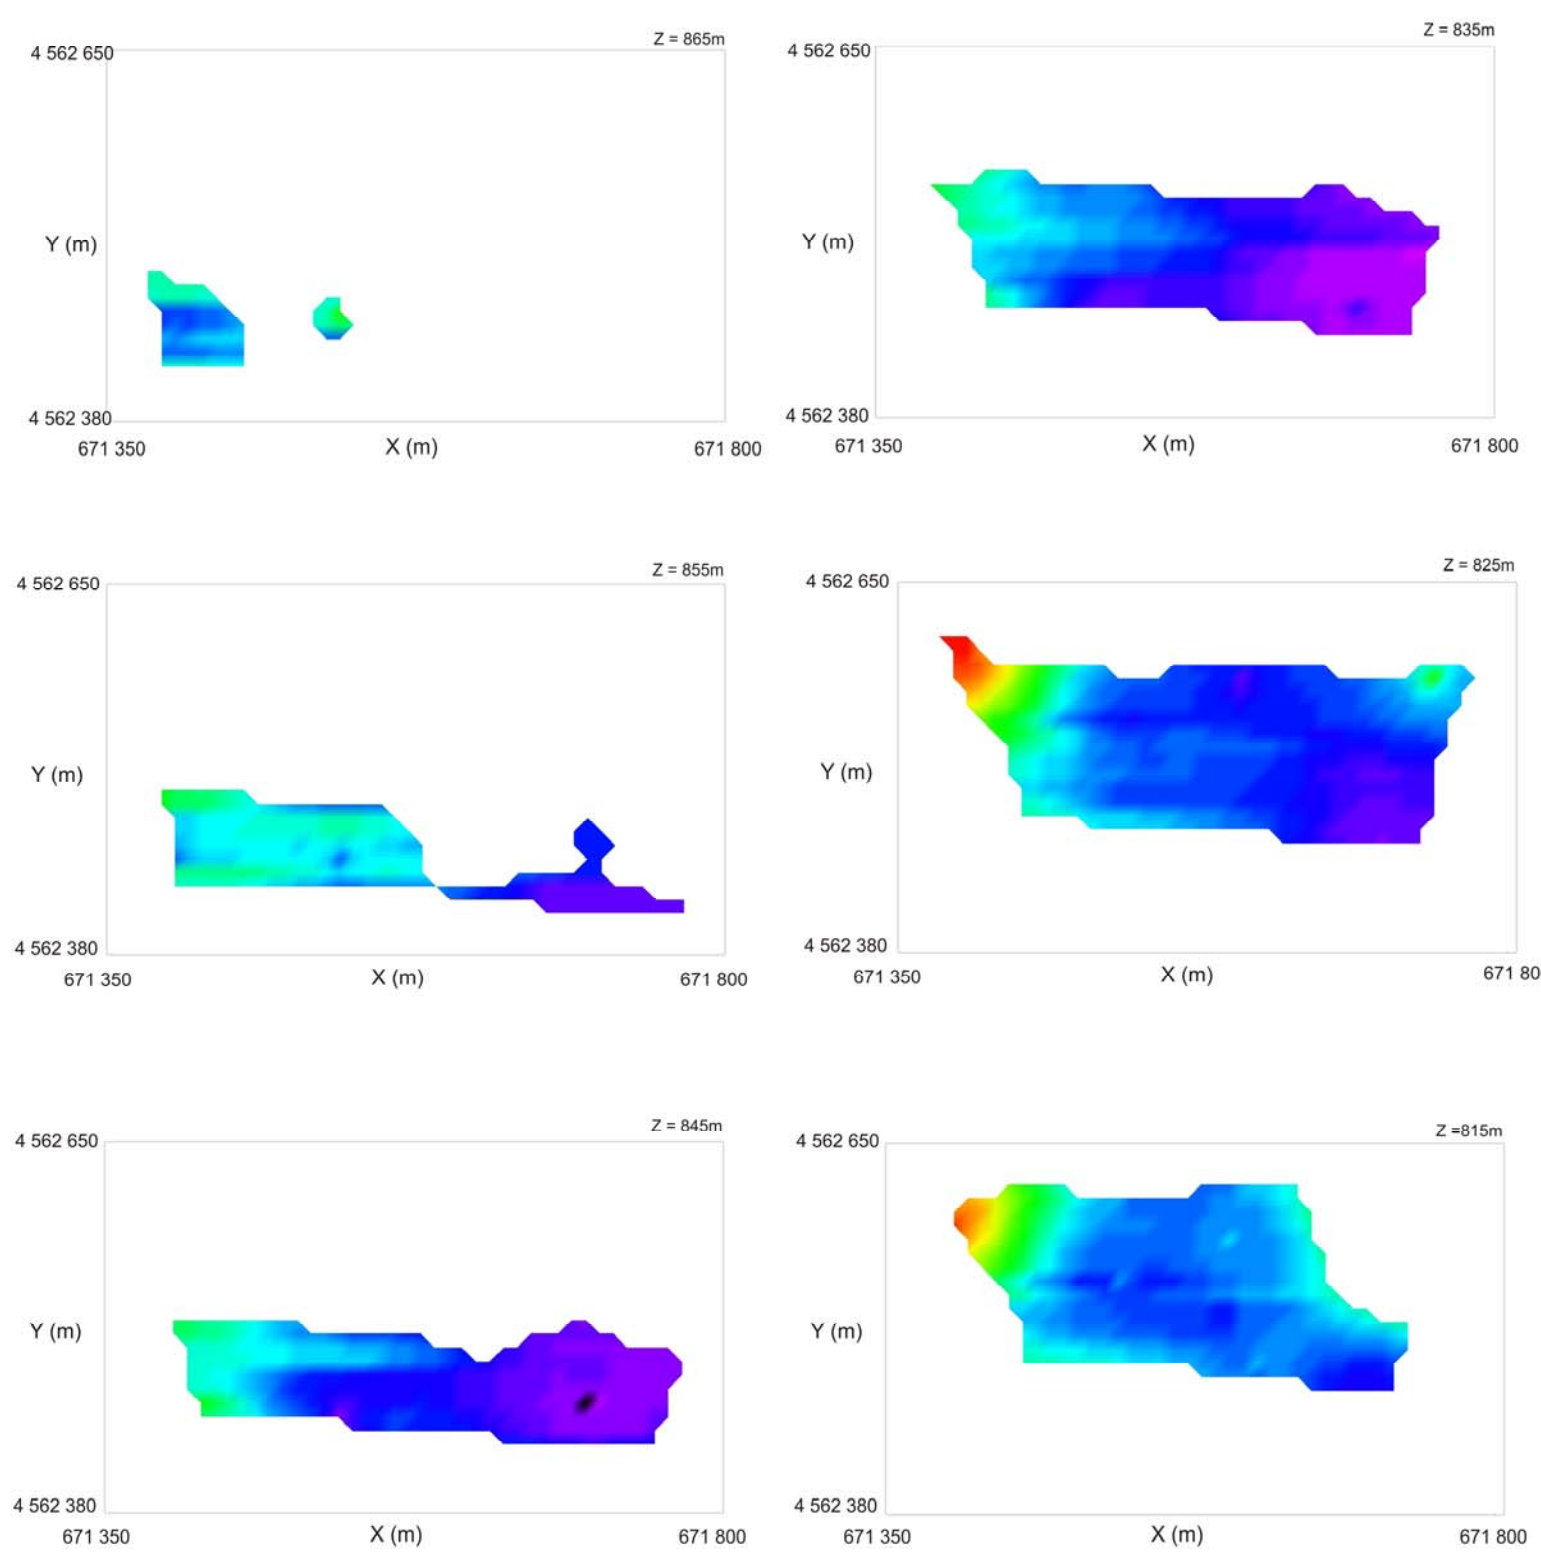 Z = 865m
4 562 650
Y (m)
4 562 380
671 350
X (m)
671 800
Z = 835m
4 562 650
Y (m)
4 562 380
671 350
X (m)
671 800
Z = 855m
4 562 650
Y (m)
4 562 380
671 350
X (m)
671 800
Z = 825m
4 562 650
Y (m)
4 562 380
671 350
X (m)
671 80
Z = 845m
4 562 650
Y (m)
4 562 380
671 350
X (m)
671 800
Z =815m
4 562 650
Y (m)
4 562 380
671 350
X (m)
671 800